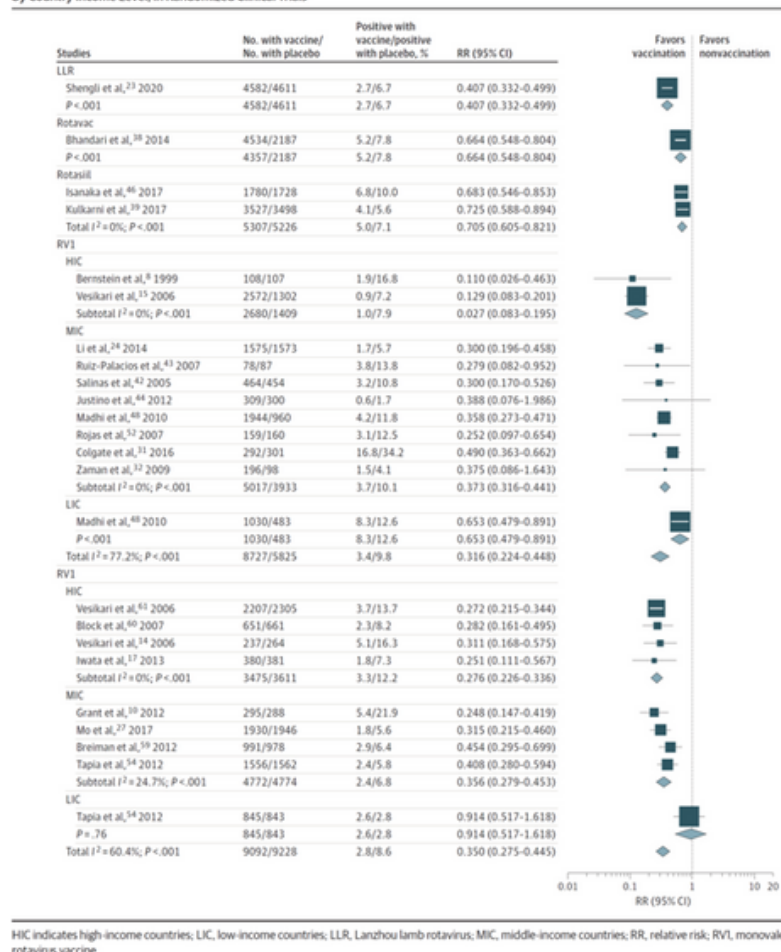 Studies No. with vaccine/ No. with placebo Positive with vaccine/positive with placebo, % RR (95% CI) Favors vaccination Favors nonvaccination
LLR
Shengli et al,23 2020 4582/4611 2.7/6.7 0.407 (0.332-0.499)
P<.001 4582/4611 2.7/6.7 0.407 (0.332-0.499)
Rotavac
Bhandari et al,38 2014 4534/2187 5.2/7.8 0.664 (0.548-0.804)
P<.001 4357/2187 5.2/7.8 0.664 (0.548-0.804)
Rotasiil
Isanaka et al,46 2017 1780/1728 6.8/10.0 0.683 (0.546-0.853)
Kulkarni et al,39 2017 3527/3498 4.1/5.6 0.725 (0.588-0.894)
Total I2=0%; P<.001 5307/5226 5.0/7.1 0.705 (0.605-0.821)
RV1
HIC
Bernstein et al,8 1999 108/107 1.9/16.8 0.110 (0.026-0.463)
Vesikari et al,15 2006 2572/1302 0.9/7.2 0.129 (0.083-0.201)
Subtotal I2=0%; P<.001 2680/1409 1.0/7.9 0.027 (0.083-0.195)
MIC
Li et al,24 2014 1575/1573 1.7/5.7 0.300 (0.196-0.458)
Ruiz-Palacios et al,43 2007 78/87 3.8/13.8 0.279 (0.082-0.952)
Salinas et al,42 2005 464/454 3.2/10.8 0.300 (0.170-0.526)
Justino et al,44 2012 309/300 0.6/1.7 0.388 (0.076-1.986)
Madhi et al,48 2010 1944/960 4.2/11.8 0.358 (0.273-0.471)
Rojas et al,52 2007 159/160 3.1/12.5 0.252 (0.097-0.654)
Colgate et al,31 2016 292/301 16.8/34.2 0.490 (0.363-0.662)
Zaman et al,32 2009 196/98 1.5/4.1 0.375 (0.086-1.643)
Subtotal I2=0%; P<.001 5017/3933 3.7/10.1 0.373 (0.316-0.441)
LIC
Madhi et al,48 2010 1030/483 8.3/12.6 0.653 (0.479-0.891)
P<.001 1030/483 8.3/12.6 0.653 (0.479-0.891)
Total I2=77.2%; P<.001 8727/5825 3.4/9.8 0.316 (0.224-0.448)
RV1
HIC
Vesikari et al,61 2006 2207/2305 3.7/13.7 0.272 (0.215-0.344)
Block et al,60 2007 651/661 2.3/8.2 0.282 (0.161-0.495)
Vesikari et al,14 2006 237/264 5.1/16.3 0.311 (0.168-0.575)
Iwata et al,17 2013 380/381 1.8/7.3 0.251 (0.111-0.567)
Subtotal I2=0%; P<.001 3475/3611 3.3/12.2 0.276 (0.226-0.336)
MIC
Grant et al,10 2012 295/288 5.4/21.9 0.248 (0.147-0.419)
Mo et al,27 2017 1930/1946 1.8/5.6 0.315 (0.215-0.460)
Breiman et al,59 2012 991/978 2.9/6.4 0.454 (0.295-0.699)
Tapia et al,54 2012 1556/1562 2.4/5.8 0.408 (0.280-0.594)
Subtotal I2=24.7%; P<.001 4772/4774 2.4/6.8 0.356 (0.279-0.453)
LIC
Tapia et al,54 2012 845/843 2.6/2.8 0.914 (0.517-1.618)
P=.76 845/843 2.6/2.8 0.914 (0.517-1.618)
Total I2=60.4%; P<.001 9092/9228 2.8/8.6 0.350 (0.275-0.445)
0.01 0.1 1 10 20
RR (95% CI)
HIC indicates high-income countries; LIC, low-income countries; LLR, Lanzhou lamb rotavirus; MIC, middle-income countries; RR, relative risk; RV1,
rotavirus vaccine